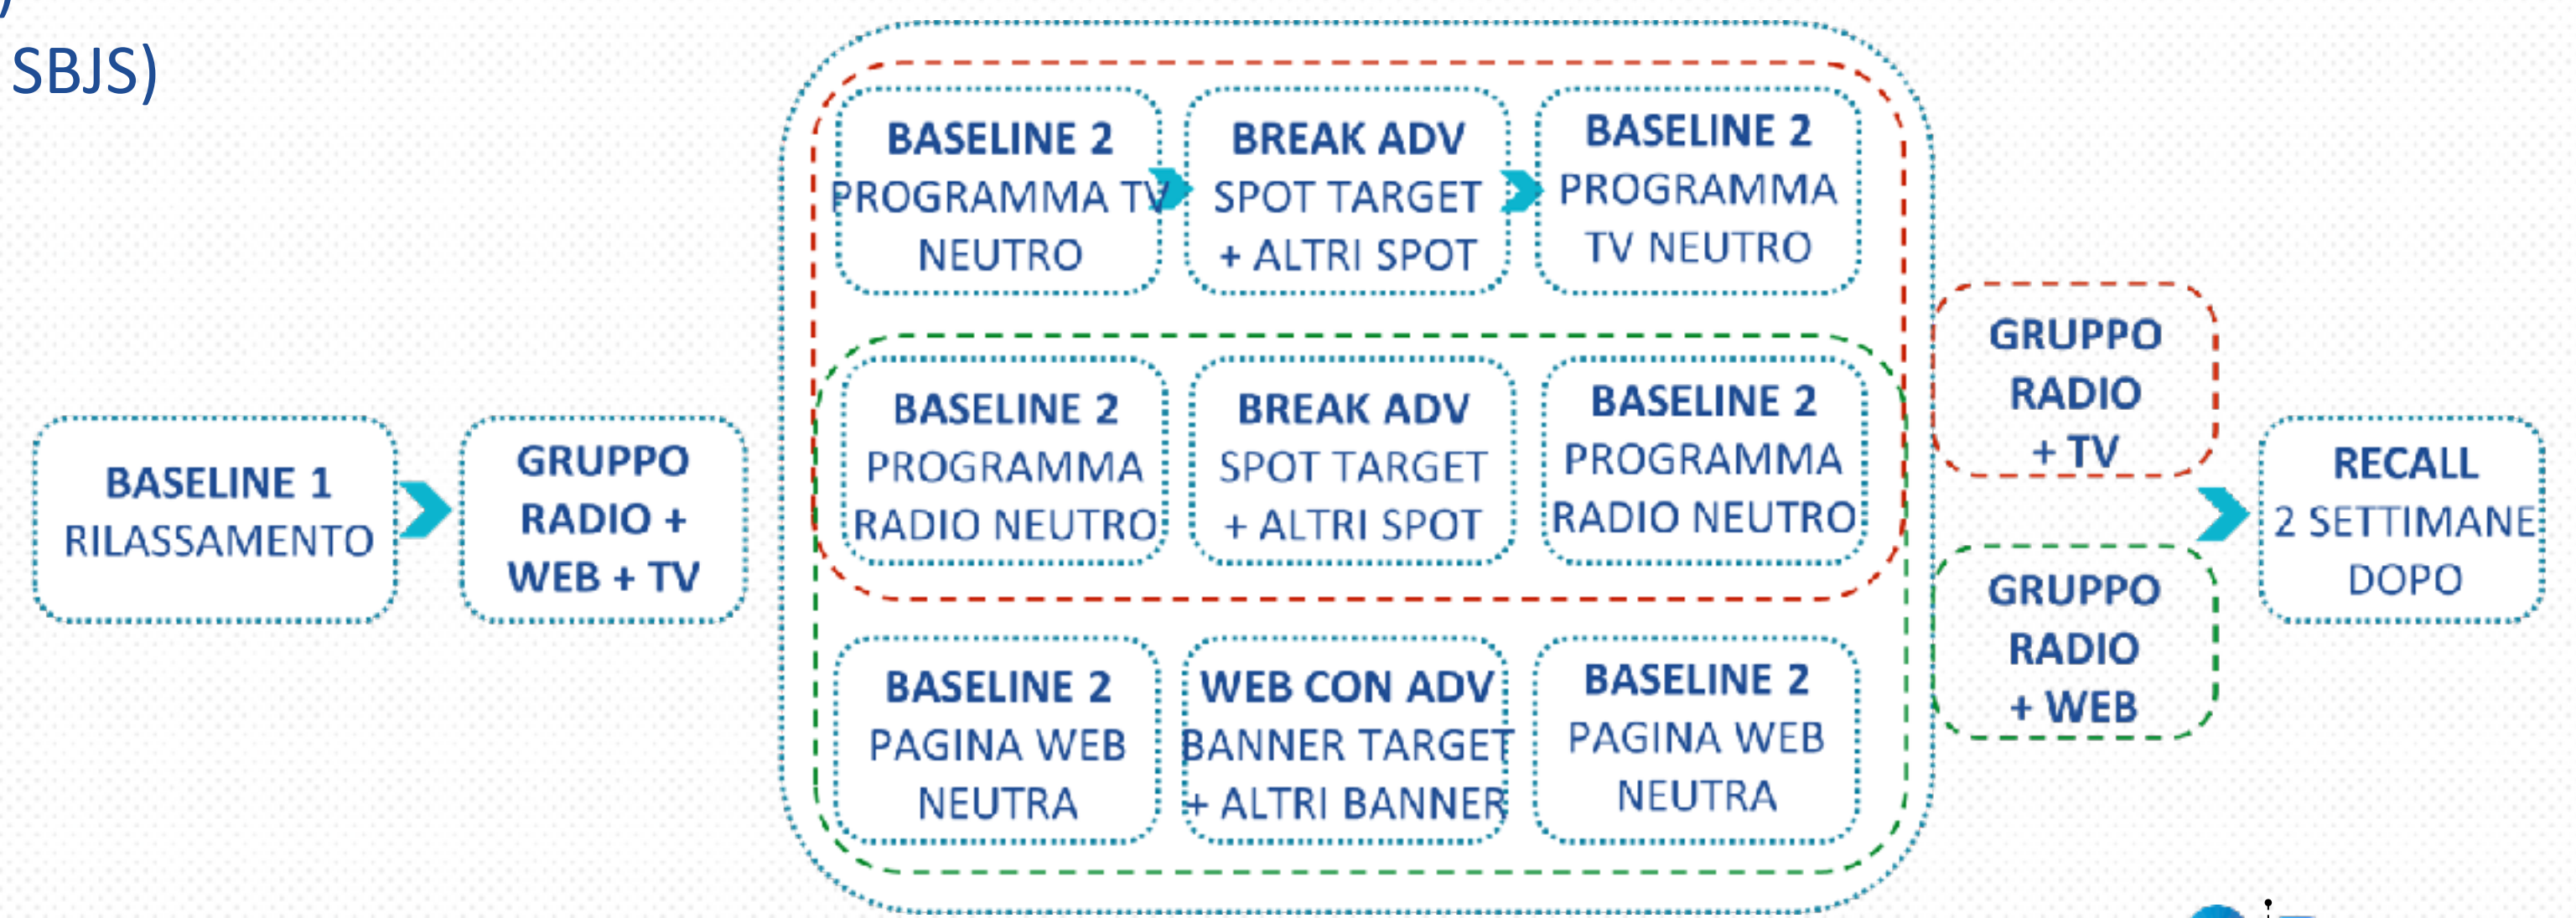 )
SBJS)
BASELINE 1
RILASSAMENTO
GRUPPO
RADIO +
WEB + TV
BASELINE 2
PROGRAMMA TV
NEUTRO
BREAK ADV
SPOT TARGET
+ ALTRI SPOT
BASELINE 2
PROGRAMMA
TV NEUTRO
BASELINE 2
PROGRAMMA
RADIO NEUTRO
BREAK ADV
SPOT TARGET
+ ALTRI SPOT
BASELINE 2
PROGRAMMA
RADIO NEUTRO
BASELINE 2
PAGINA WEB
NEUTRA
WEB CON ADV
BANNER TARGET
+ ALTRI BANNER
BASELINE 2
PAGINA WEB
NEUTRA
GRUPPO
RADIO
+ TV
GRUPPO
RADIO
+ WEB
RECALL
2 SETTIMANE
DOPO